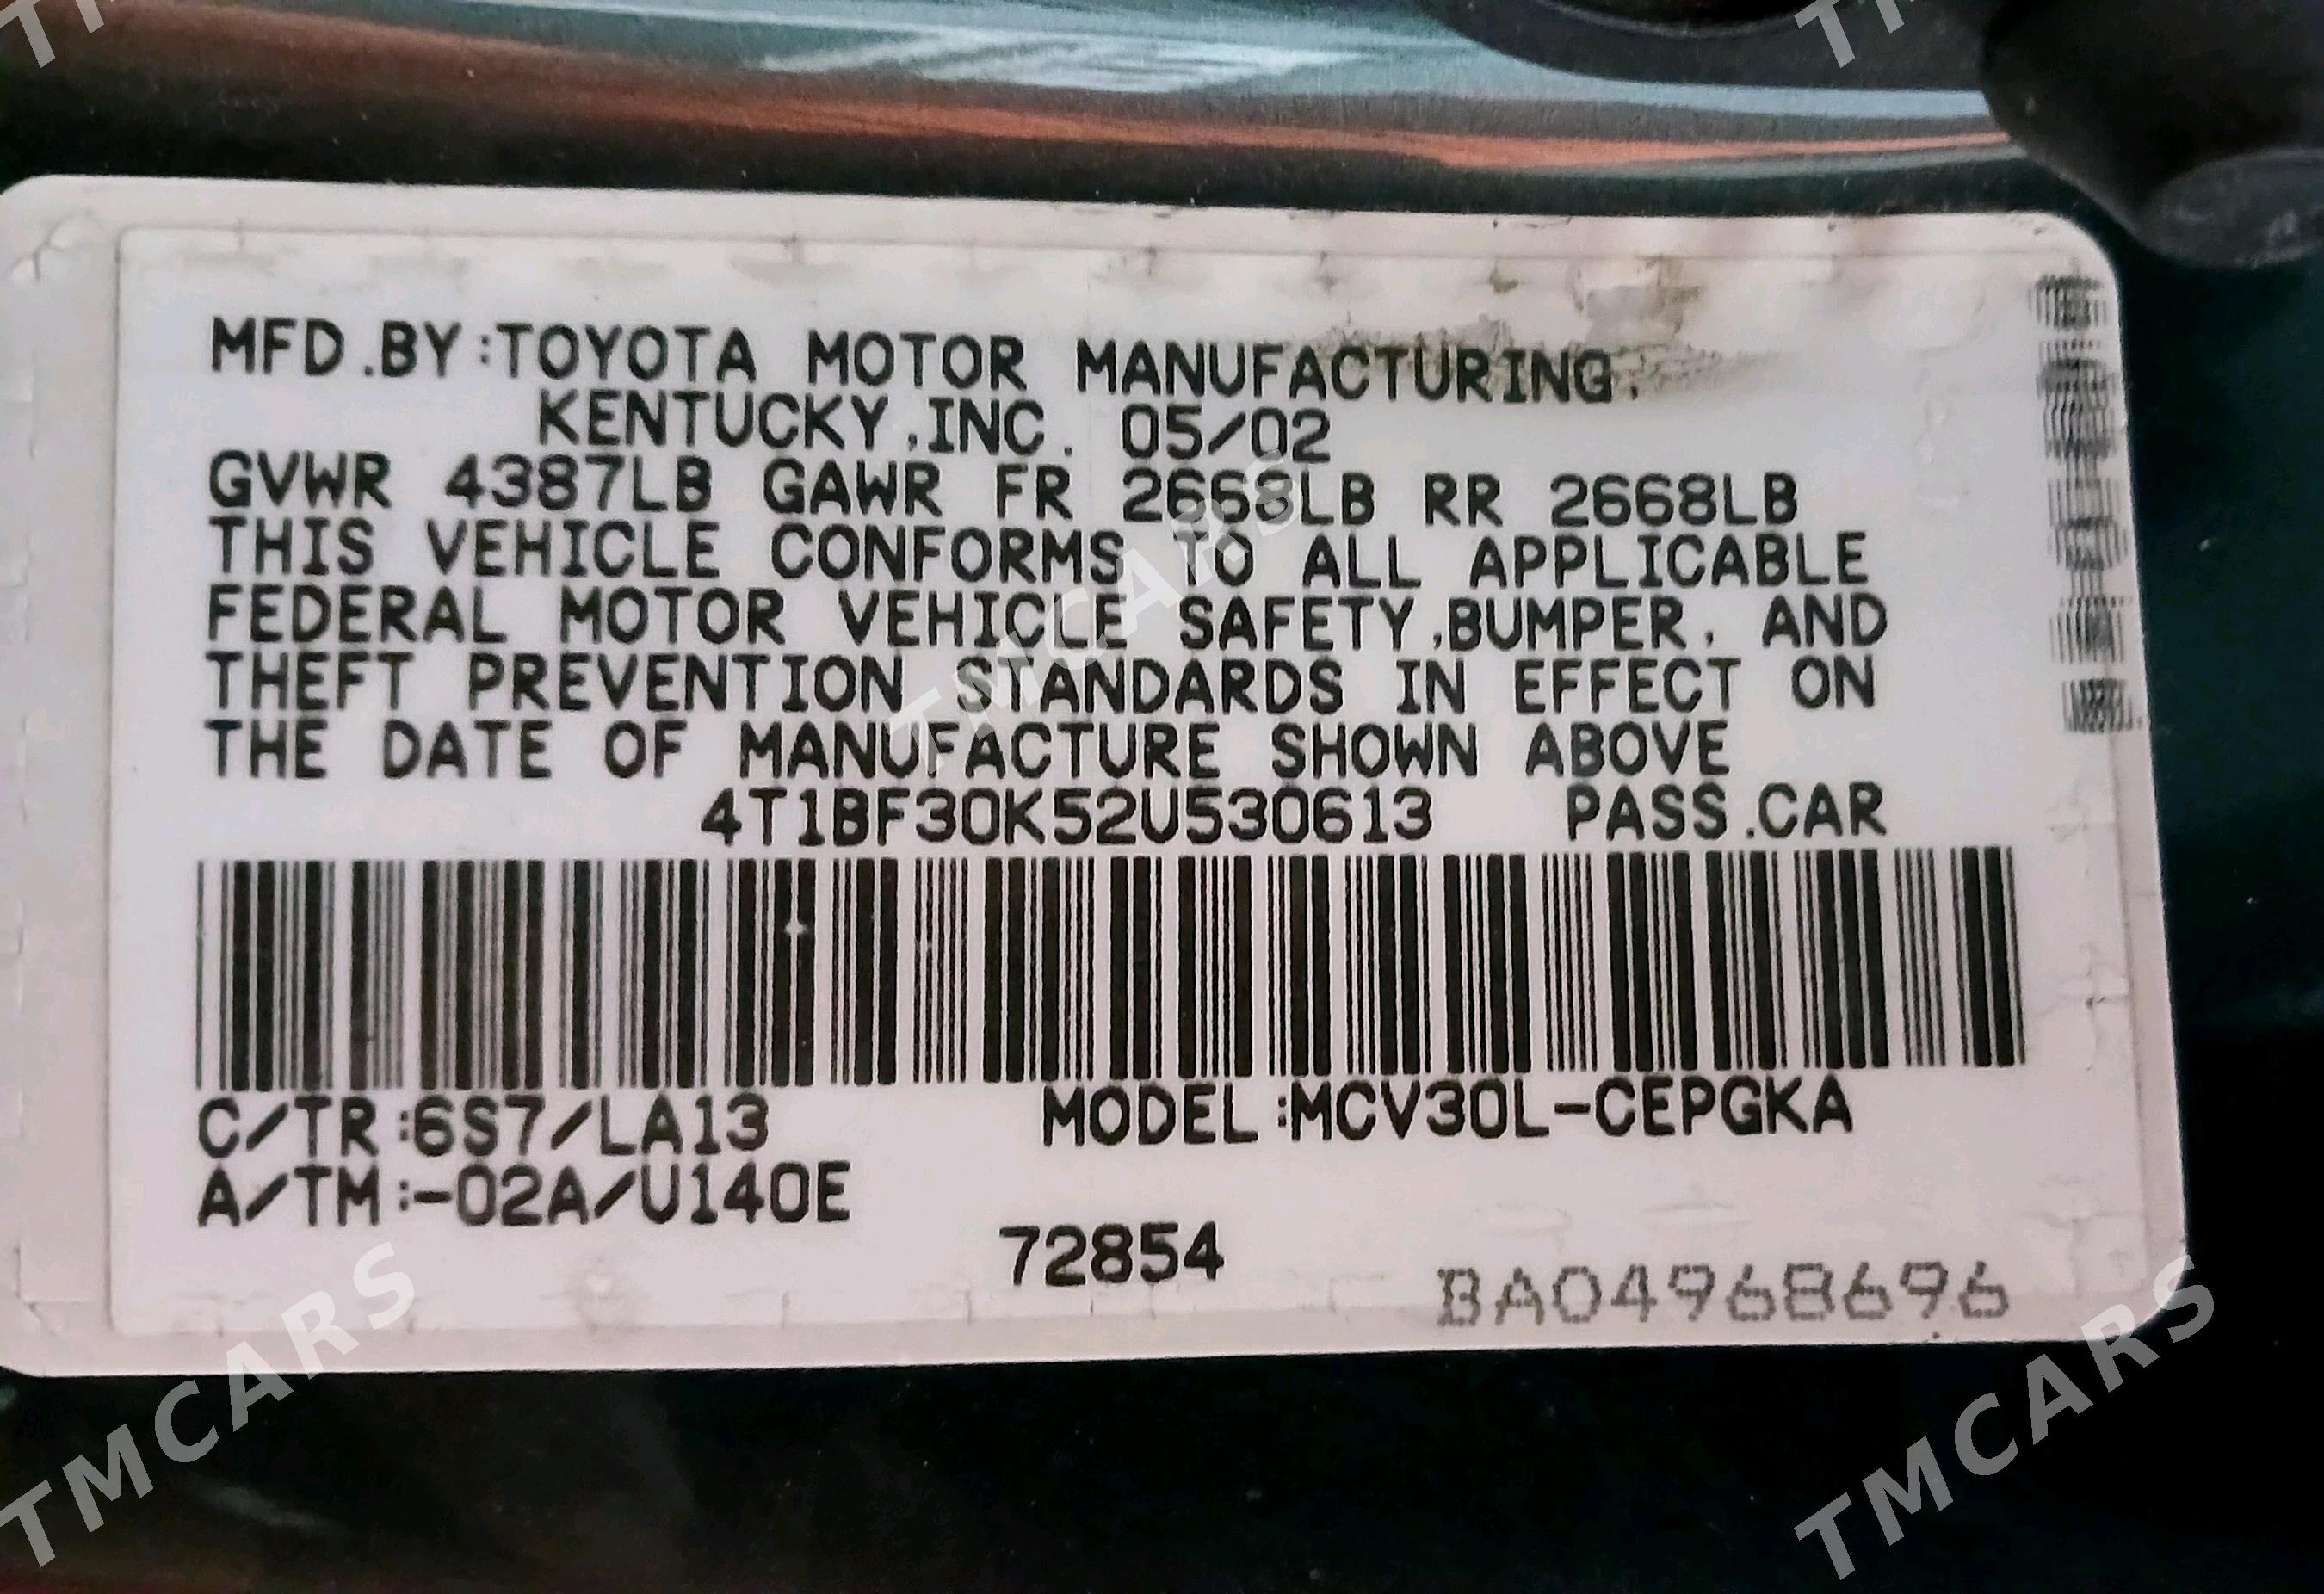 MFD.BY:TOYOTA MOTOR MANUFACTURING,
KENTUCKY,INC. 05/02
GVWR 4387LB GAWR FR 2668LB RR 2668LB
THIS VEHICLE CONFORMS TO ALL APPLICABLE
FEDERAL MOTOR VEHICLE SAFETY,BUMPER, AND
THEFT PREVENTION STANDARDS IN EFFECT ON
THE DATE OF MANUFACTURE SHOWN ABOVE
4T1BF30K52U530613 PASS.CAR
C/TR:6S7/LA13 MODEL:MCV30L-CEPGKA
A/TM:-02A/U140E
72854
BA04968696
TMCARS
TMCARS
TMCARS